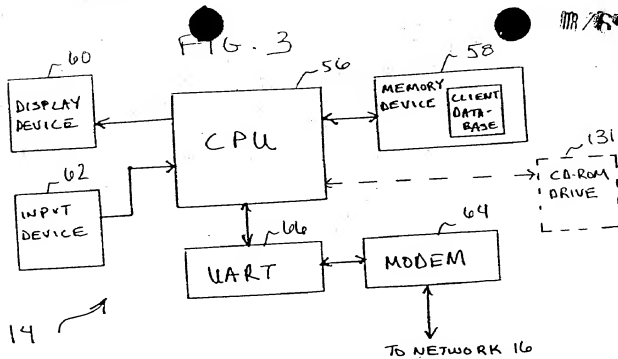 FIG. 3
60
DISPLAY
DEVICE
56
CPU
58
MEMORY
DEVICE
CLIENT
DATA-
BASE
131
CD-ROM
DRIVE
62
INPUT
DEVICE
66
UART
64
MODEM
14
TO NETWORK 16